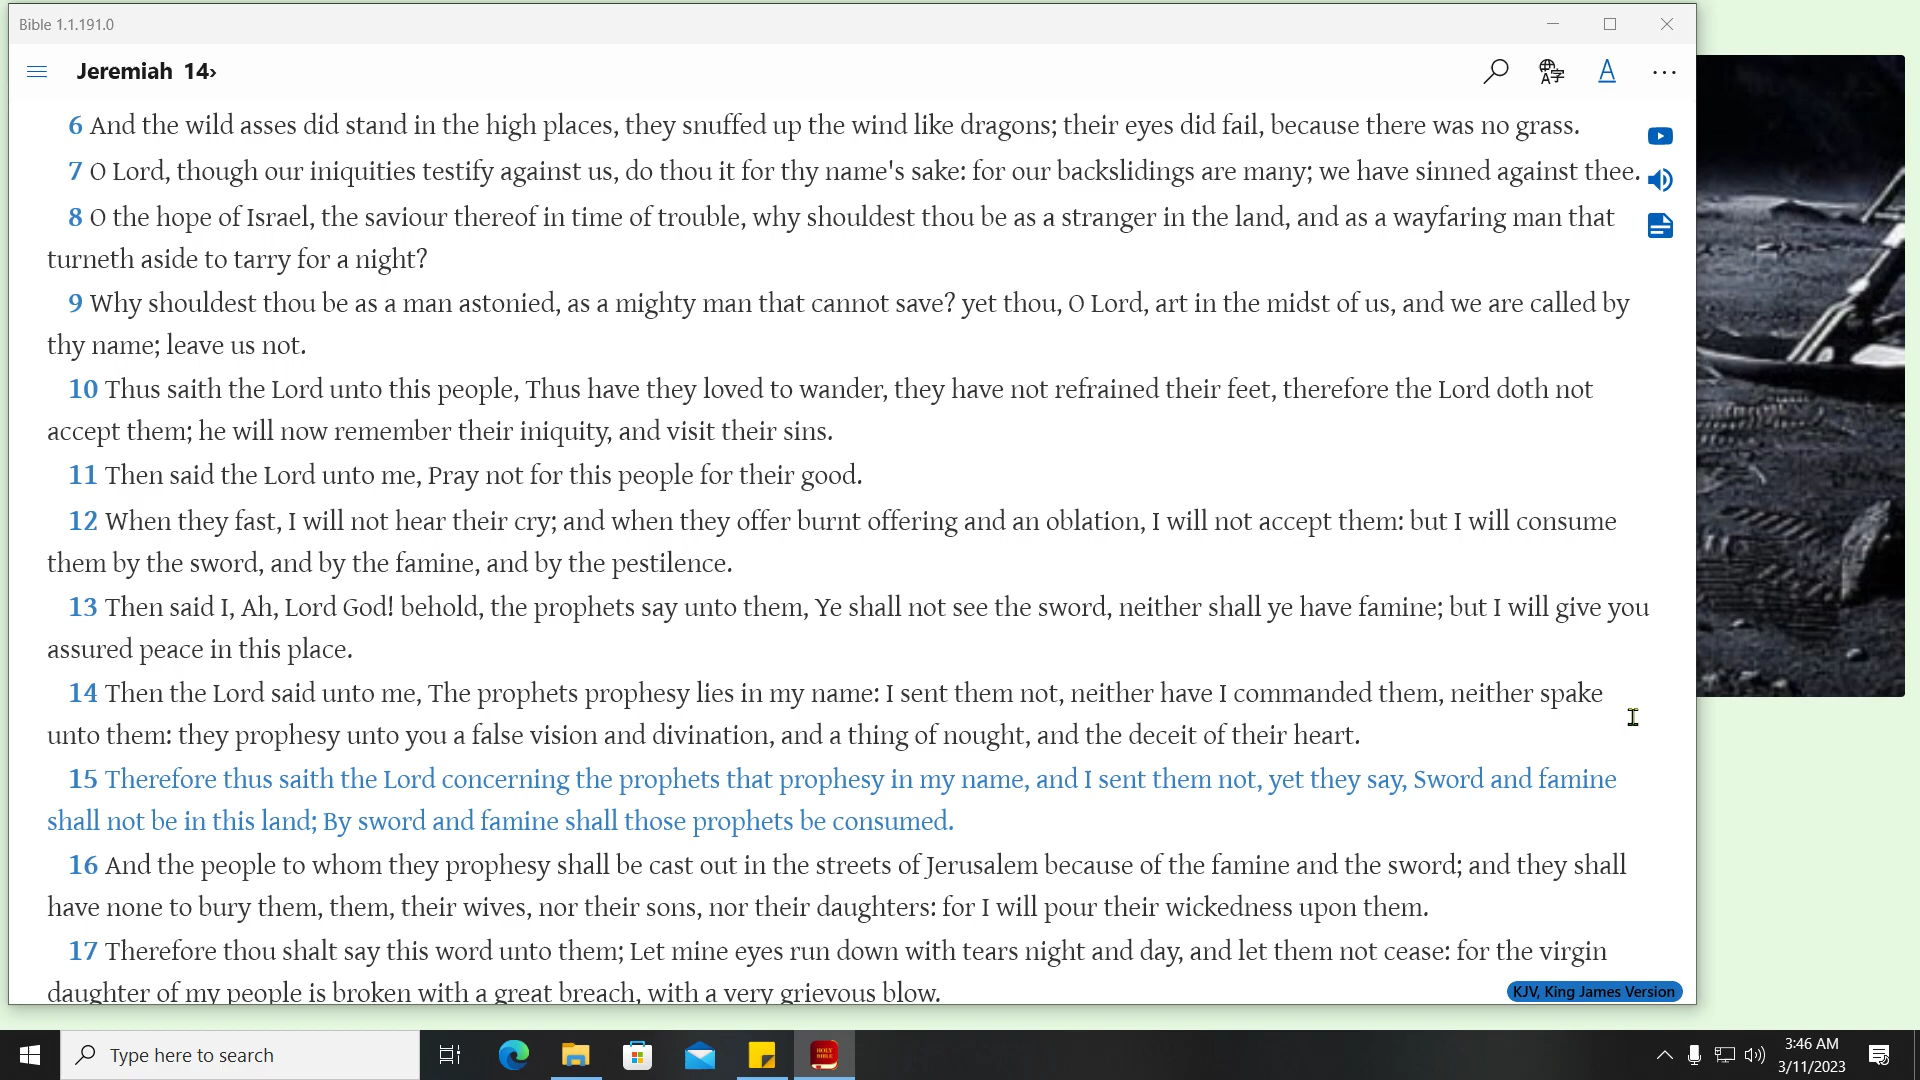 Bible 1.1.191.0
Jeremiah 14›
6 And the wild asses did stand in the high places, they snuffed up the wind like dragons; their eyes did fail, because there was no grass.
7 O Lord, though our iniquities testify against us, do thou it for thy name's sake: for our backslidings are many; we have sinned against thee.
8 O the hope of Israel, the saviour thereof in time of trouble, why shouldest thou be as a stranger in the land, and as a wayfaring man that
turneth aside to tarry for a night?
9 Why shouldest thou be as a man astonied, as a mighty man that cannot save? yet thou, O Lord, art in the midst of us, and we are called by
thy name; leave us not.
10 Thus saith the Lord unto this people, Thus have they loved to wander, they have not refrained their feet, therefore the Lord doth not
accept them; he will now remember their iniquity, and visit their sins.
11 Then said the Lord unto me, Pray not for this people for their good.
12 When they fast, I will not hear their cry; and when they offer burnt offering and an oblation, I will not accept them: but I will consume
them by the sword, and by the famine, and by the pestilence.
13 Then said I, Ah, Lord God! behold, the prophets say unto them, Ye shall not see the sword, neither shall ye have famine; but I will give you
assured peace in this place.
14 Then the Lord said unto me, The prophets prophesy lies in my name: I sent them not, neither have I commanded them, neither spake
unto them: they prophesy unto you a false vision and divination, and a thing of nought, and the deceit of their heart.
15 Therefore thus saith the Lord concerning the prophets that prophesy in my name, and I sent them not, yet they say, Sword and famine
shall not be in this land; By sword and famine shall those prophets be consumed.
16 And the people to whom they prophesy shall be cast out in the streets of Jerusalem because of the famine and the sword; and they shall
have none to bury them, them, their wives, nor their sons, nor their daughters: for I will pour their wickedness upon them.
17 Therefore thou shalt say this word unto them; Let mine eyes run down with tears night and day, and let them not cease: for the virgin
daughter of my people is broken with a great breach, with a very grievous blow.
KJV, King James Version
Type here to search
HOLY
BIBLE
3:46 AM
3/11/2023